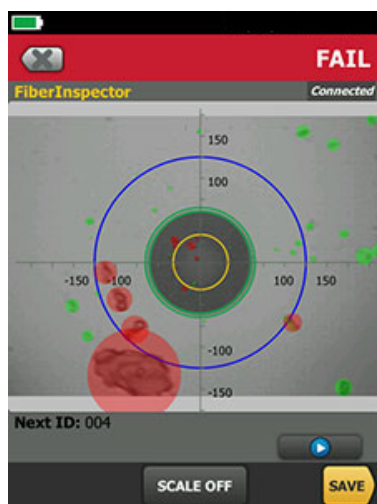 FAIL
FiberInspector Connected
150
100
-150 -100 100 150
-100
-150
Next ID: 004
SCALE OFF SAVE